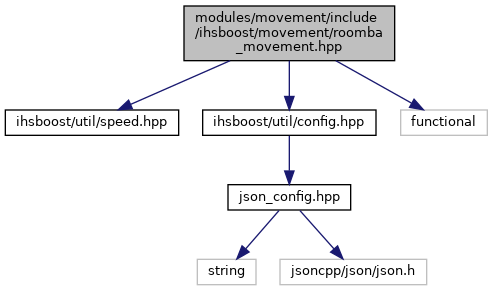 modules/movement/include
/ihsboost/movement/roomba
_movement.hpp
ihsboost/util/speed.hpp
ihsboost/util/config.hpp
functional
json_config.hpp
string
jsoncpp/json/json.h